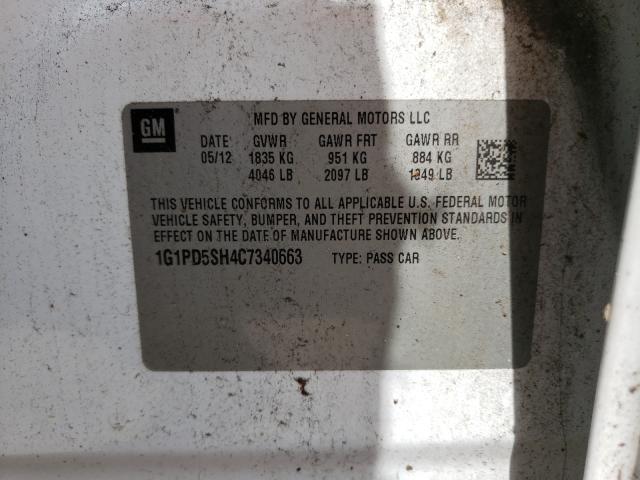 GM
MFD BY GENERAL MOTORS LLC
DATE GVWR GAWR FRT GAWR RR
05/12 1835 KG 951 KG 884 KG
4046 LB 2097 LB 1949 LB
THIS VEHICLE CONFORMS TO ALL APPLICABLE U.S. FEDERAL MOTOR
VEHICLE SAFETY, BUMPER, AND THEFT PREVENTION STANDARDS IN
EFFECT ON THE DATE OF MANUFACTURE SHOWN ABOVE.
1G1PD5SH4C7340663 TYPE: PASS CAR